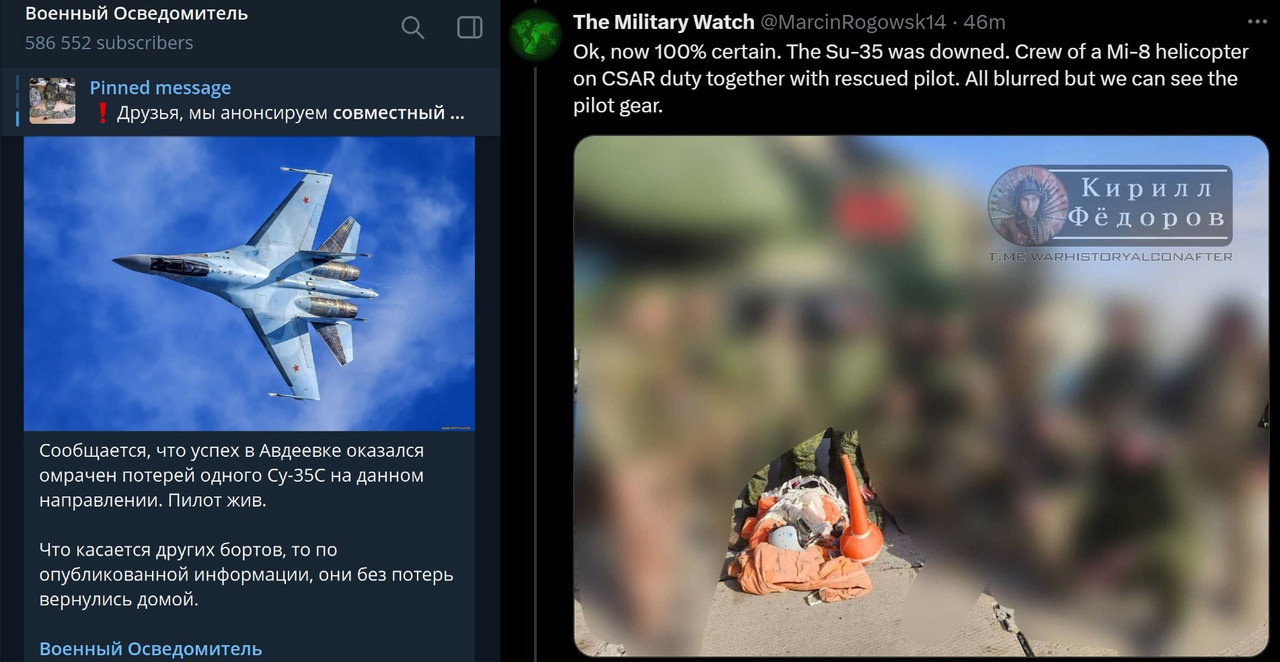 Военный Осведомитель
586 552 subscribers
Pinned message
❗ Друзья, мы анонсируем совместный ...
Сообщается, что успех в Авдеевке оказался
омрачен потерей одного Су-35С на данном
направлении. Пилот жив.
Что касается других бортов, то по
опубликованной информации, они без потерь
вернулись домой.
Военный Осведомитель
The Military Watch @MarcinRogowsk14 · 46m
Ok, now 100% certain. The Su-35 was downed. Crew of a Mi-8 helicopter
on CSAR duty together with rescued pilot. All blurred but we can see the
pilot gear.
Кирилл
Фёдоров
T.ME WARHISTORYALCONAFTER